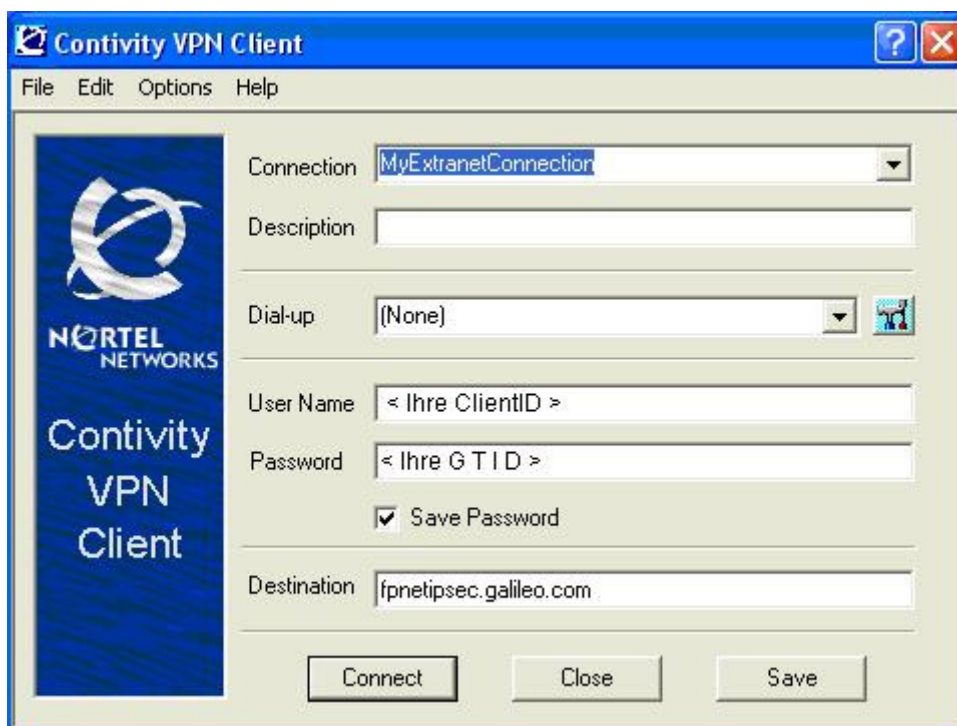 Contivity VPN Client
File Edit Options Help
NORTEL
NETWORKS
Contivity
VPN
Client
Connection MyExtranetConnection
Description
Dial-up (None)
User Name < Ihre ClientID >
Password < Ihre G T I D >
Save Password
Destination fpnetipsec.galileo.com
Connect Close Save